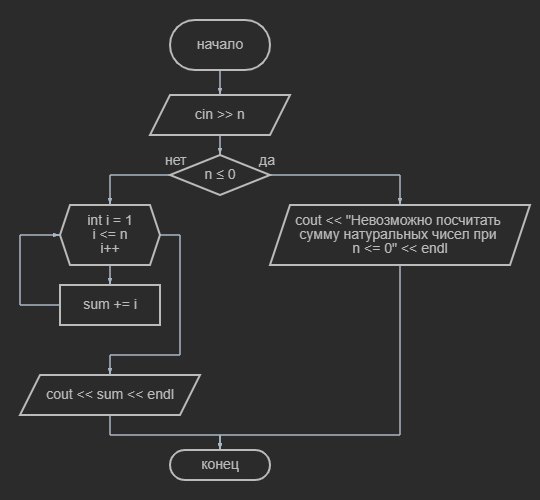 начало
cin >> n
нет
да
n ≤ 0
int i = 1
i <= n
i++
cout << "Невозможно посчитать
сумму натуральных чисел при
n <= 0" << endl
sum += i
cout << sum << endl
конец